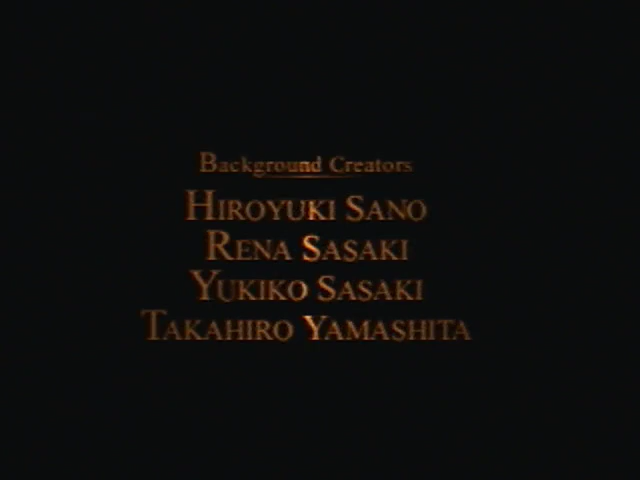 Background Creators
HIROYUKI SANO
RENA SASAKI
YUKIKO SASAKI
TAKAHIRO YAMASHITA